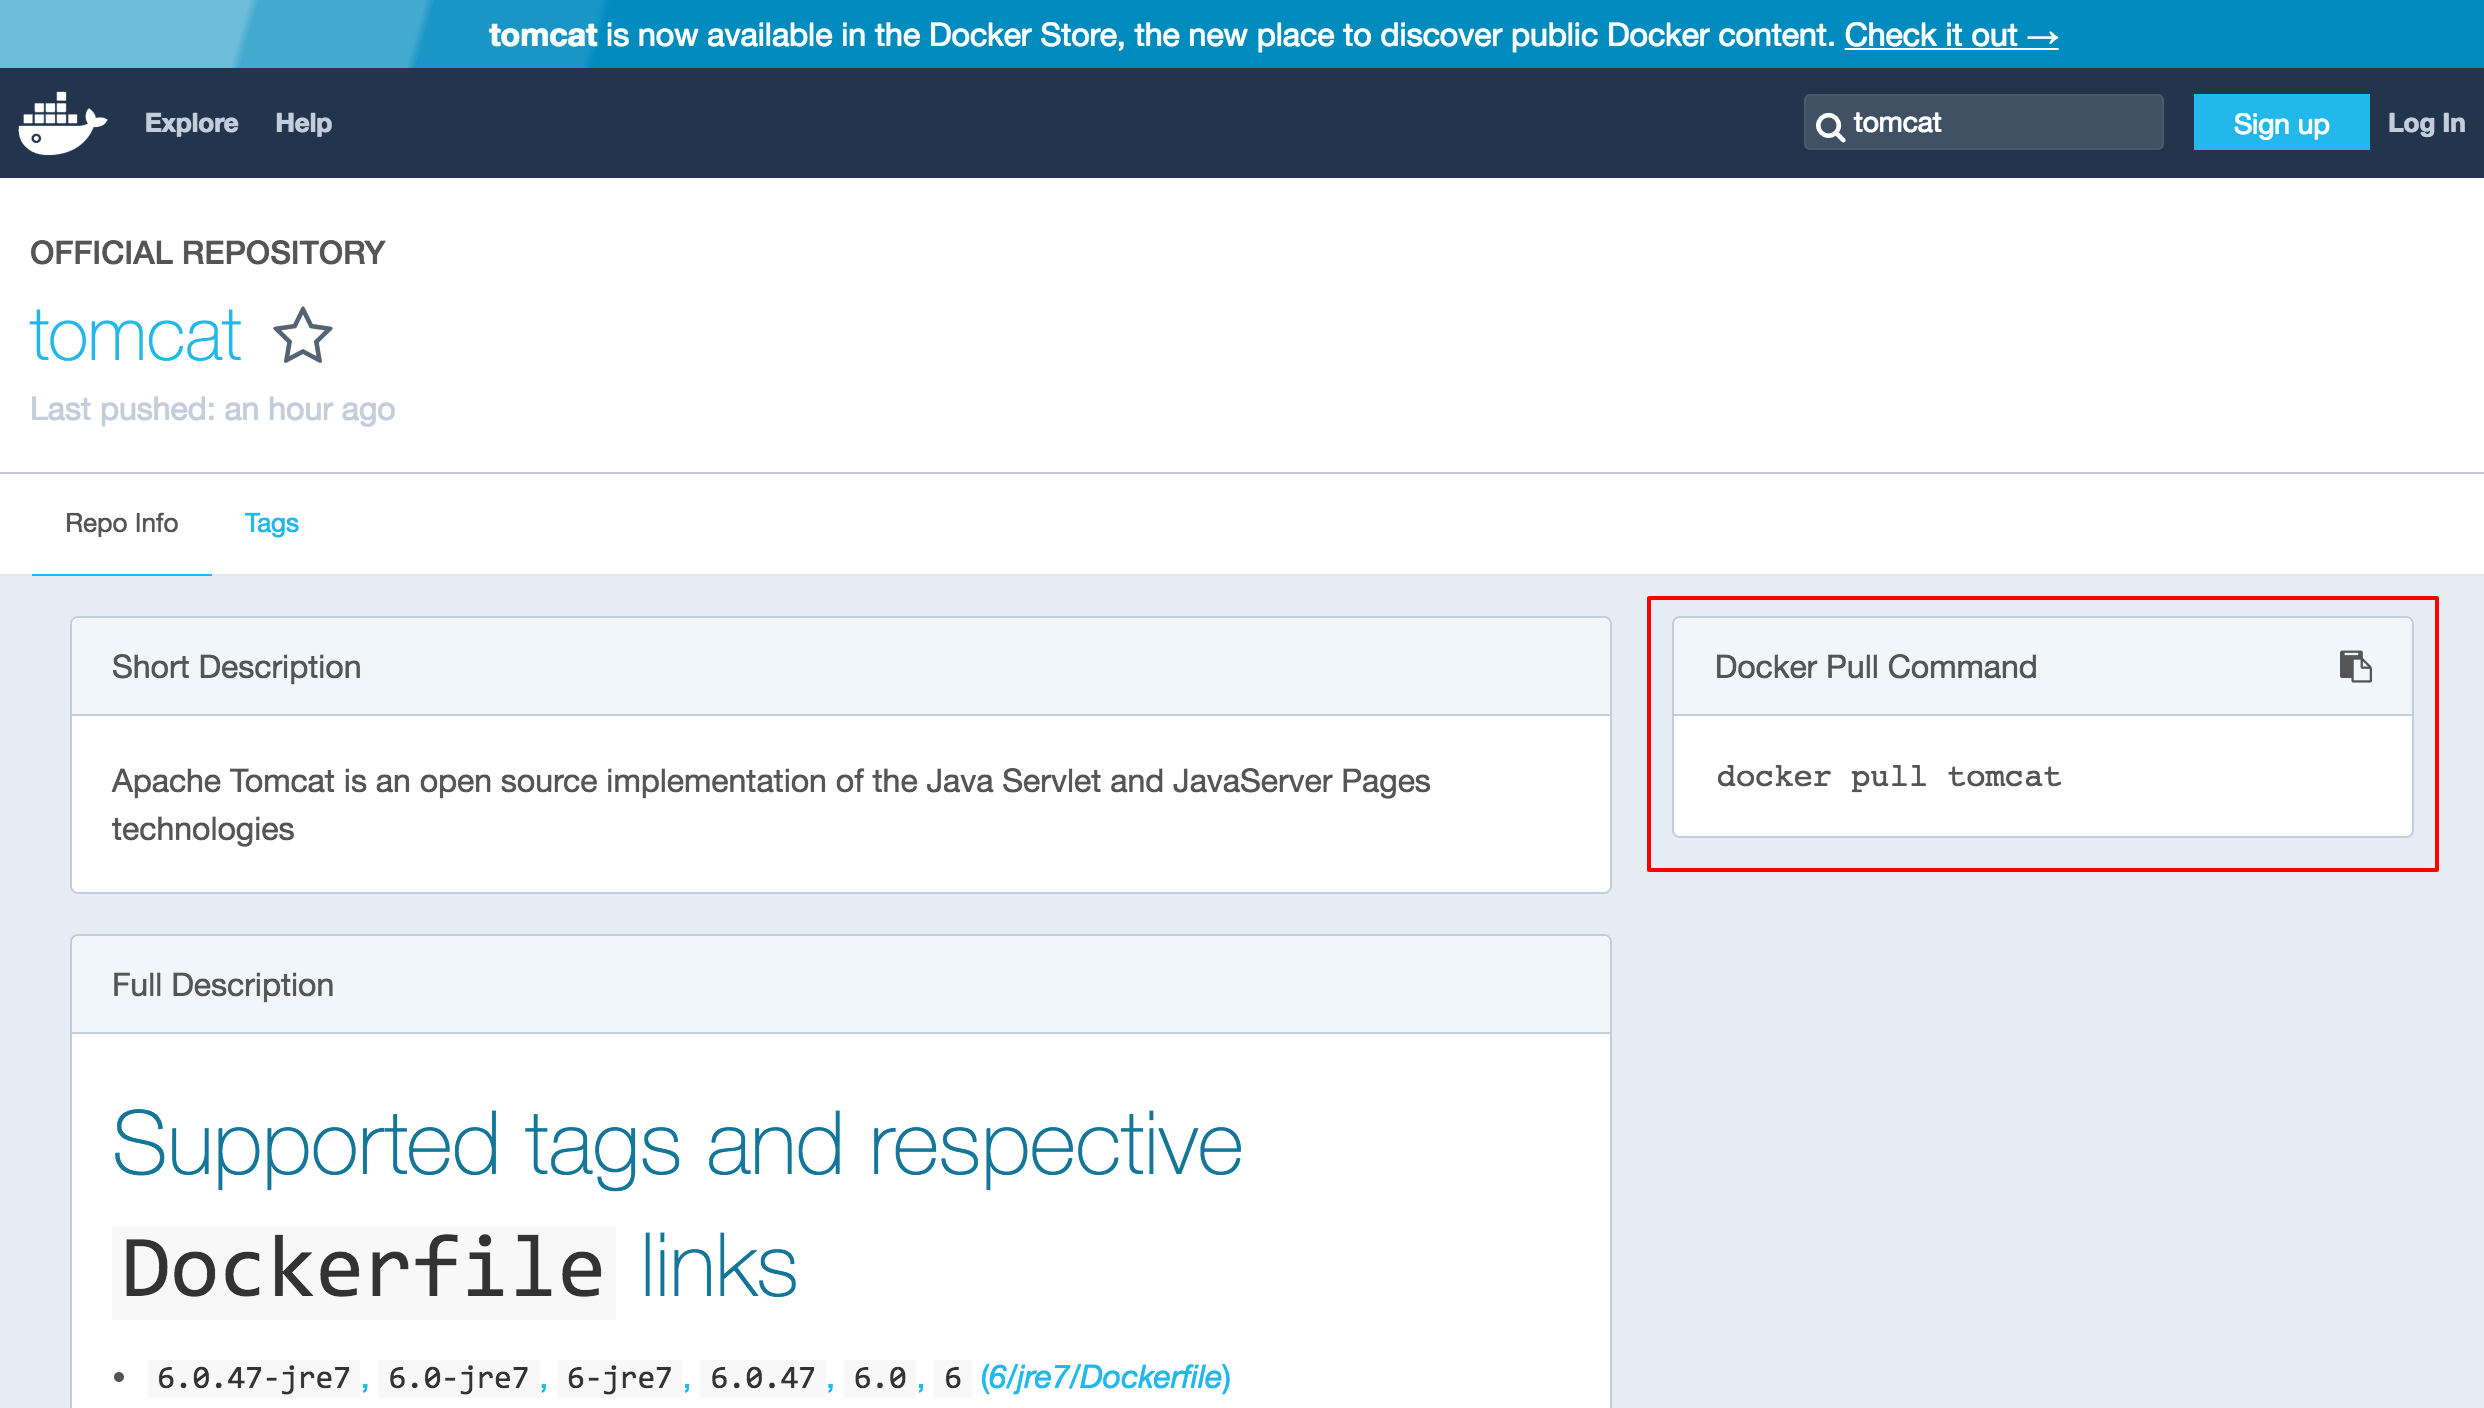 tomcat is now available in the Docker Store, the new place to discover public Docker content. Check it out →
Explore
Help
tomcat
Sign up
Log In
OFFICIAL REPOSITORY
tomcat
Last pushed: an hour ago
Repo Info
Tags
Short Description
Apache Tomcat is an open source implementation of the Java Servlet and JavaServer Pages
technologies
Docker Pull Command
docker pull tomcat
Full Description
Supported tags and respective
Dockerfile links
• 6.0.47-jre7, 6.0-jre7, 6-jre7, 6.0.47, 6.0, 6 (6/jre7/Dockerfile)